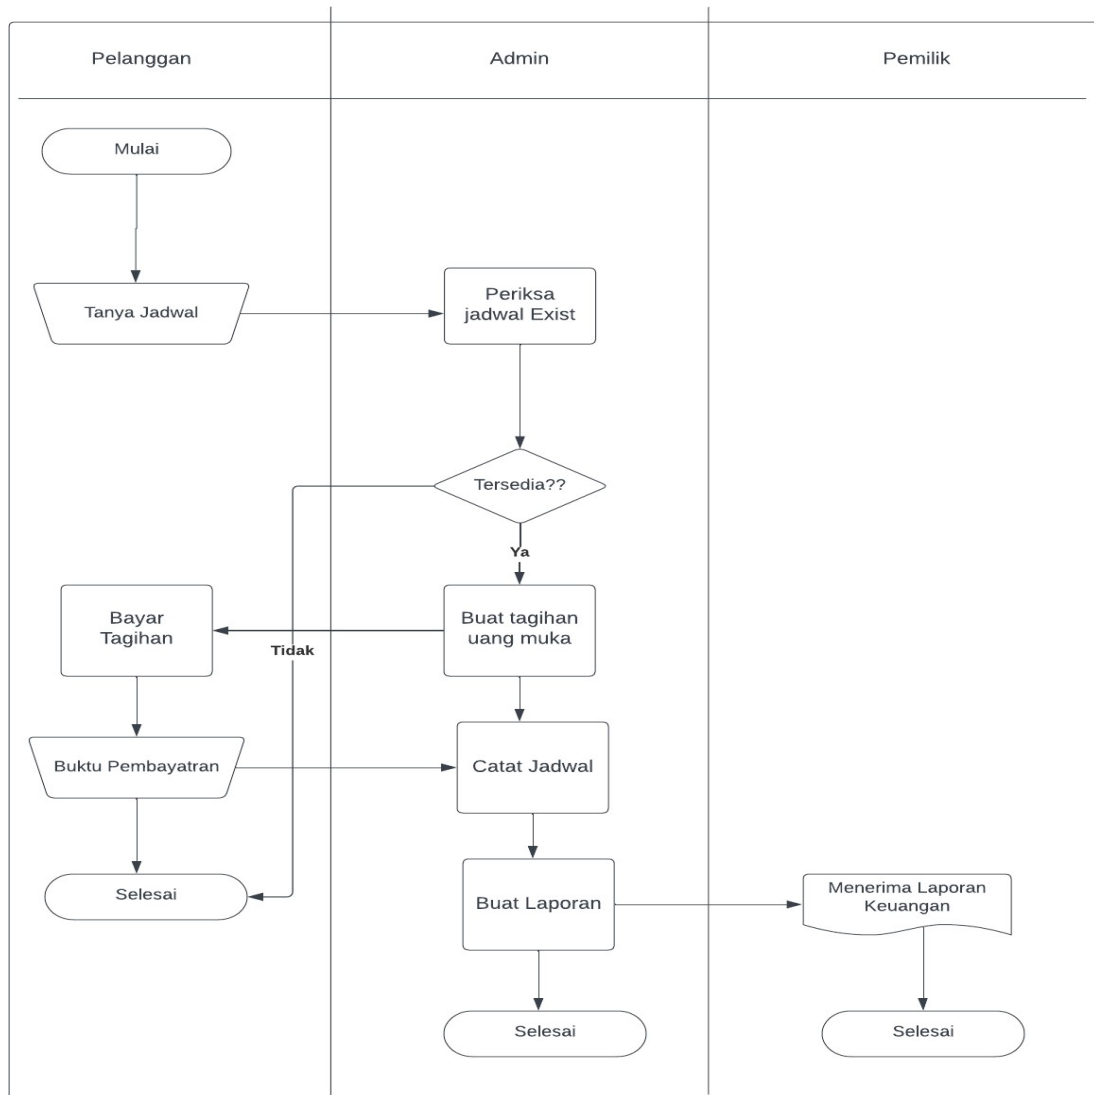 Pelanggan
Admin
Pemilik
Mulai
Tanya Jadwal
Periksa
jadwal Exist
Tersedia??
Ya
Bayar
Tagihan
Buat tagihan
uang muka
Tidak
Buktu Pembayatran
Catat Jadwal
Selesai
Buat Laporan
Menerima Laporan
Keuangan
Selesai
Selesai